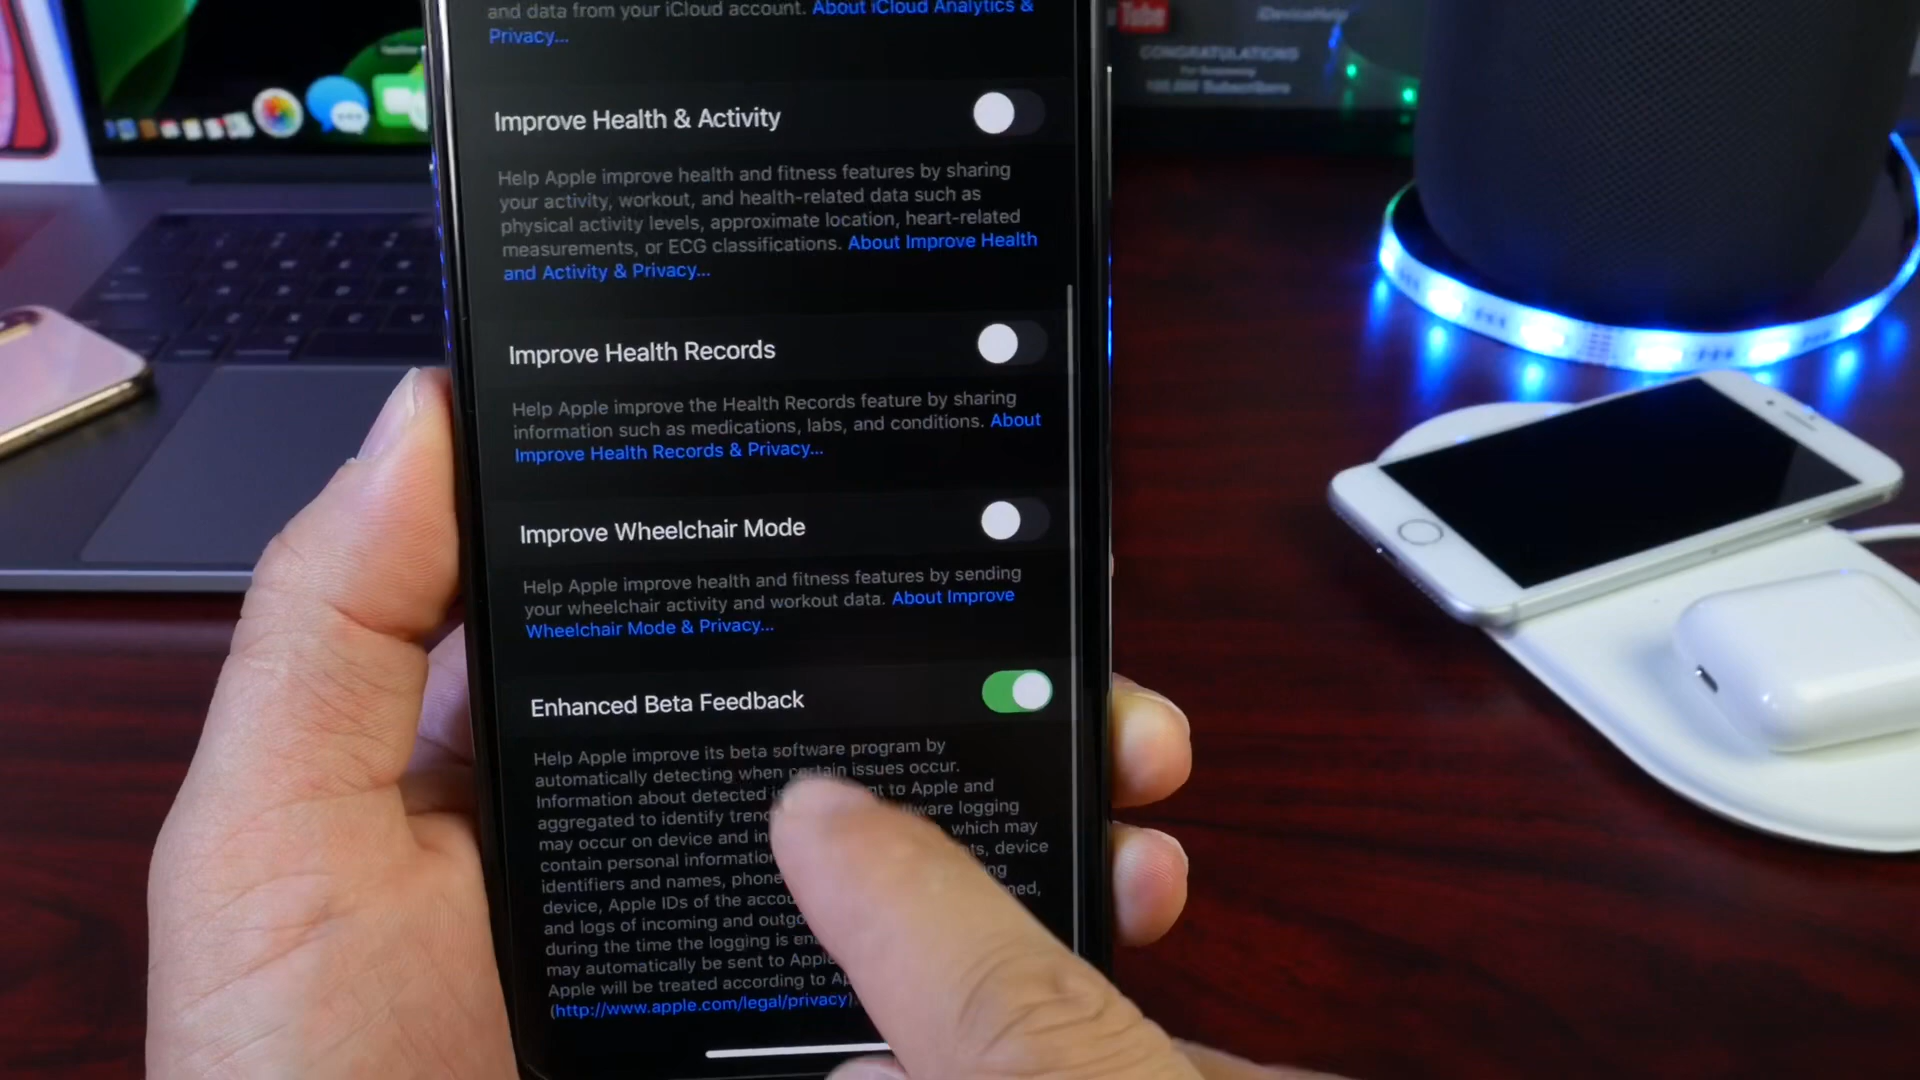 and data from your iCloud account. About iCloud Analytics &
Privacy...
Improve Health & Activity
Help Apple improve health and fitness features by sharing
your activity, workout, and health-related data such as
physical activity levels, approximate location, heart-related
measurements, or ECG classifications. About Improve Health
and Activity & Privacy...
Improve Health Records
Help Apple improve the Health Records feature by sharing
information such as medications, labs, and conditions. About
Improve Health Records & Privacy...
Improve Wheelchair Mode
Help Apple improve health and fitness features by sending
your wheelchair activity and workout data. About Improve
Wheelchair Mode & Privacy...
Enhanced Beta Feedback
Help Apple improve its beta software program by
automatically detecting when certain issues occur.
Information about detected to Apple and
aggregated to identify logging
may occur on device and which may
contain personal information device
identifiers and names, phone
device, Apple IDs of the
and logs of incoming and
during the time the logging is
may automatically be sent to
Apple will be treated according to
(http://www.apple.com/legal/privacy).
Tube
iDeviceHelp
CONGRATULATIONS
100,000 Subscribers